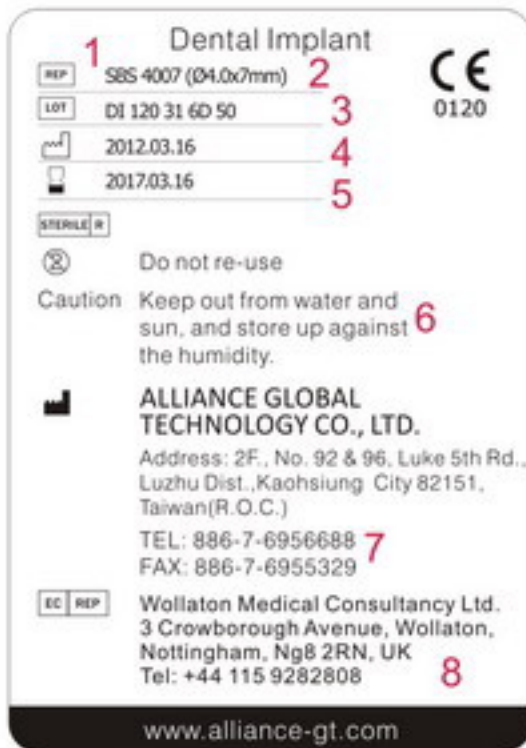 1
Dental Implant
REP SBS 4007 (Ø4.0x7mm) 2
CE
0120
LOT DI 120 31 6D 50 3
2012.03.16 4
2017.03.16 5
STERILE R
2 Do not re-use
Caution Keep out from water and
sun, and store up against 6
the humidity.
ALLIANCE GLOBAL
TECHNOLOGY CO., LTD.
Address: 2F., No. 92 & 96, Luke 5th Rd.,
Luzhu Dist.,Kaohsiung City 82151,
Taiwan(R.O.C.)
TEL: 886-7-6956688 7
FAX: 886-7-6955329
EC REP Wollaton Medical Consultancy Ltd.
3 Crowborough Avenue, Wollaton,
Nottingham, Ng8 2RN, UK
Tel: +44 115 9282808 8
www.alliance-gt.com